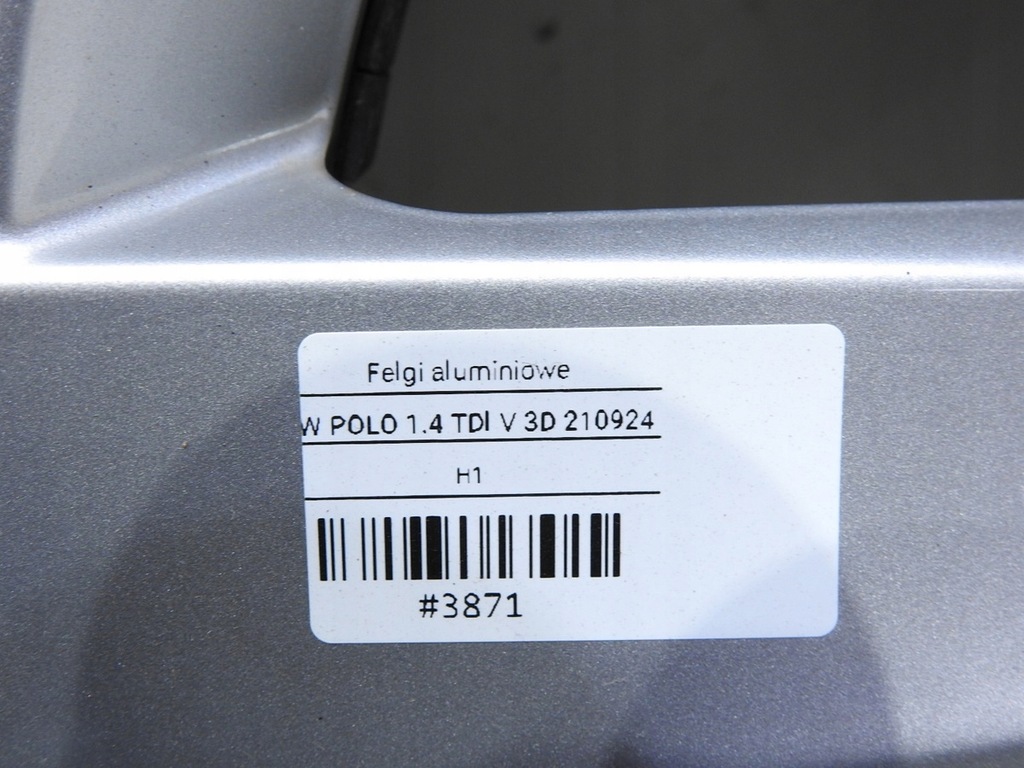 Felgi aluminiowe
W POLO 1.4 TDI V 3D 210924
H1
#3871